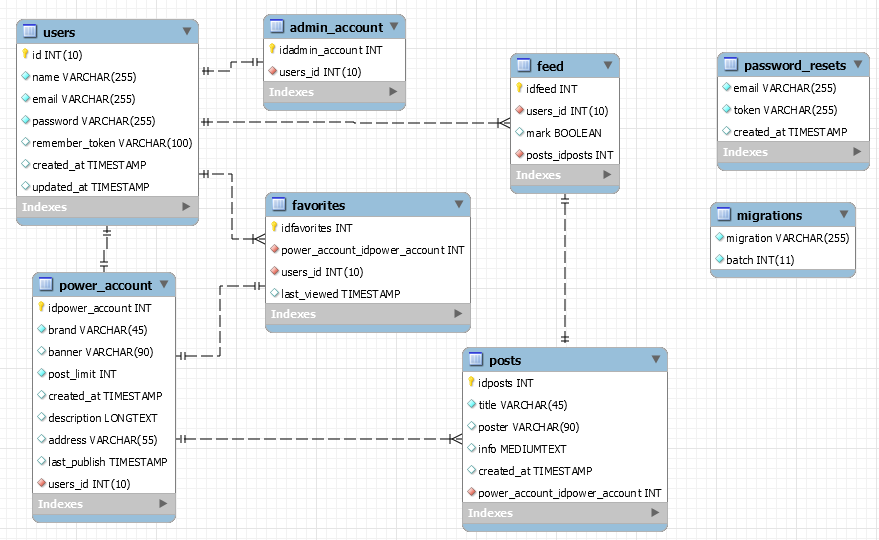 users
id INT(10)
name VARCHAR(255)
email VARCHAR(255)
password VARCHAR(255)
remember_token VARCHAR(100)
created_at TIMESTAMP
updated_at TIMESTAMP
Indexes
admin_account
idadmin_account INT
users_id INT(10)
Indexes
feed
idfeed INT
users_id INT(10)
mark BOOLEAN
posts_idposts INT
Indexes
password_resets
email VARCHAR(255)
token VARCHAR(255)
created_at TIMESTAMP
Indexes
favorites
idfavorites INT
power_account_idpower_account INT
users_id INT(10)
last_viewed TIMESTAMP
Indexes
migrations
migration VARCHAR(255)
batch INT(11)
power_account
idpower_account INT
brand VARCHAR(45)
banner VARCHAR(90)
post_limit INT
created_at TIMESTAMP
description LONGTEXT
address VARCHAR(55)
last_publish TIMESTAMP
users_id INT(10)
Indexes
posts
idposts INT
title VARCHAR(45)
poster VARCHAR(90)
info MEDIUMTEXT
created_at TIMESTAMP
power_account_idpower_account INT
Indexes